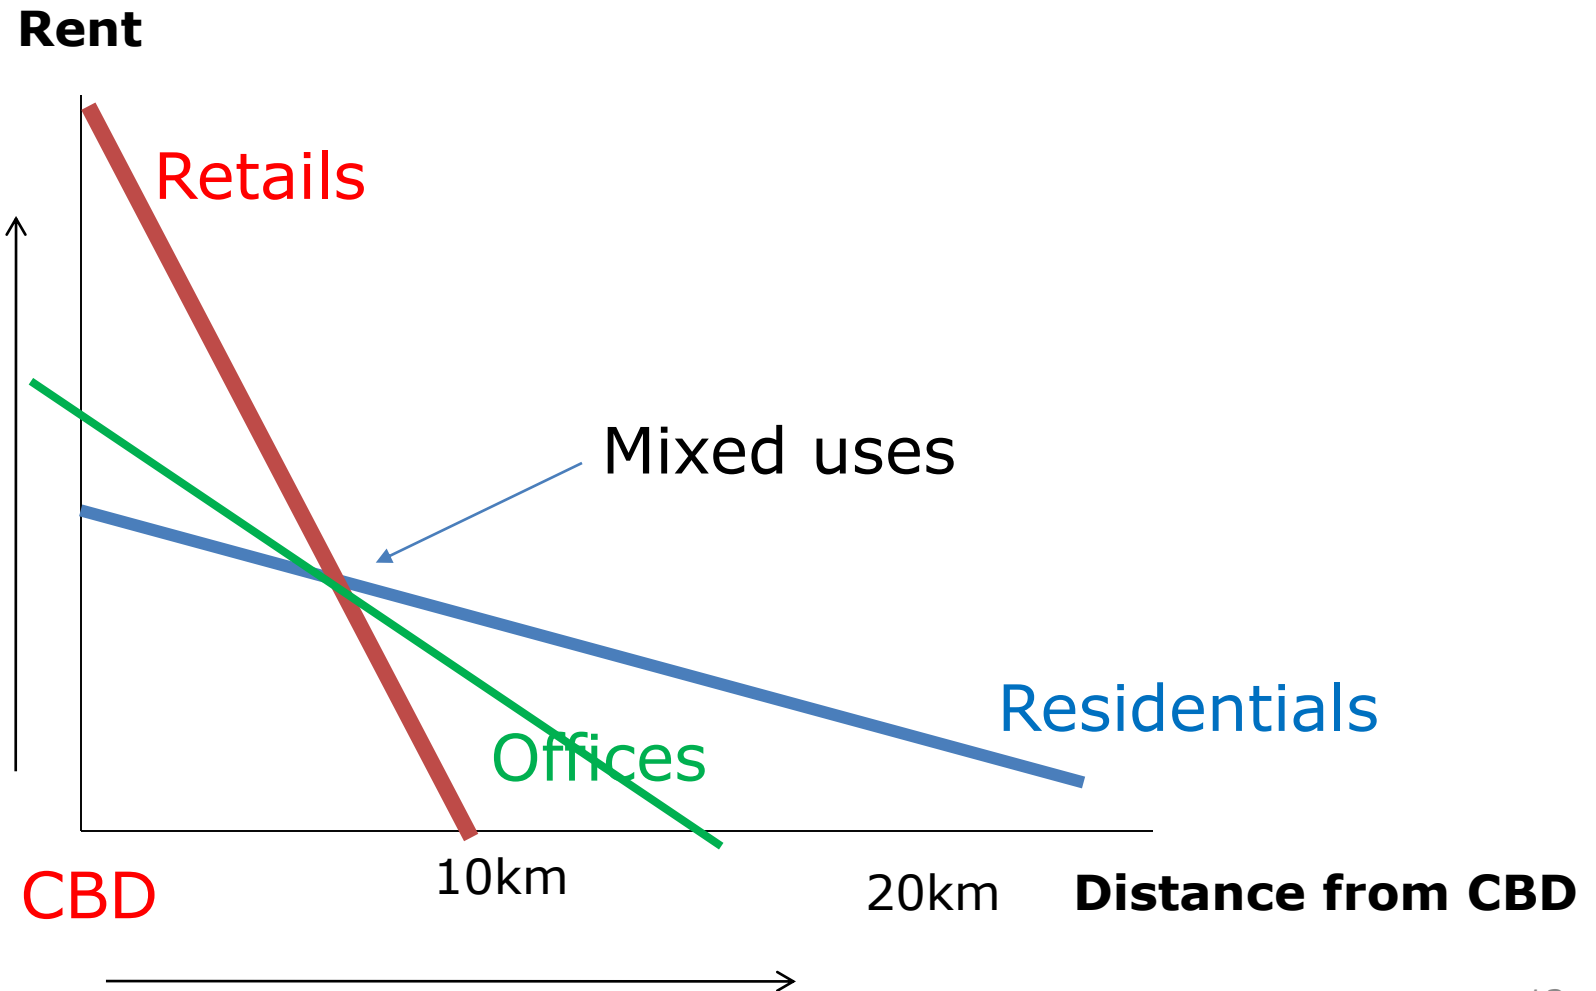 Rent
Retails
Mixed uses
Residentials
Offices
10km
CBD
20km
Distance from CBD